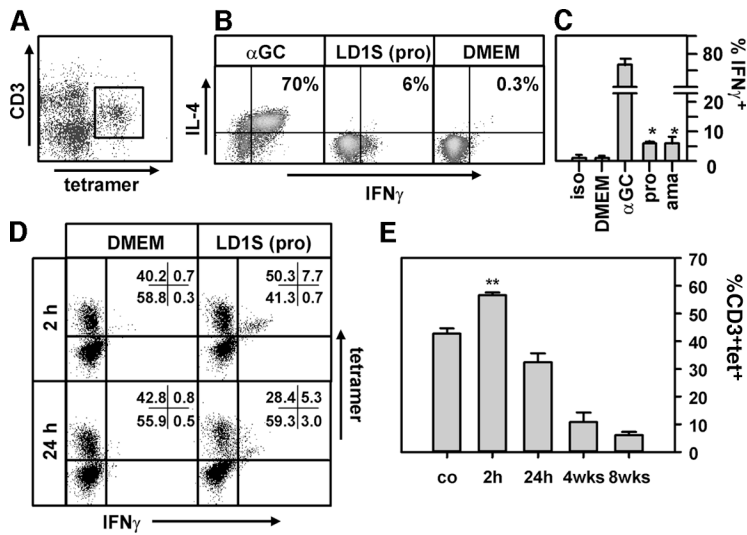 A
CD3
tetramer
B
αGC
LD1S (pro)
DMEM
70%
6%
0.3%
IL-4
IFNγ
C
% IFNγ+
80
20
10
0
*
*
iso
DMEM
αGC
pro
ama
D
DMEM
LD1S (pro)
2 h
40.2 0.7
58.8 0.3
50.3 7.7
41.3 0.7
24 h
42.8 0.8
55.9 0.5
28.4 5.3
59.3 3.0
tetramer
IFNγ
E
%CD3+tet+
70
60
50
40
30
20
10
0
**
co
2h
24h
4wks
8wks